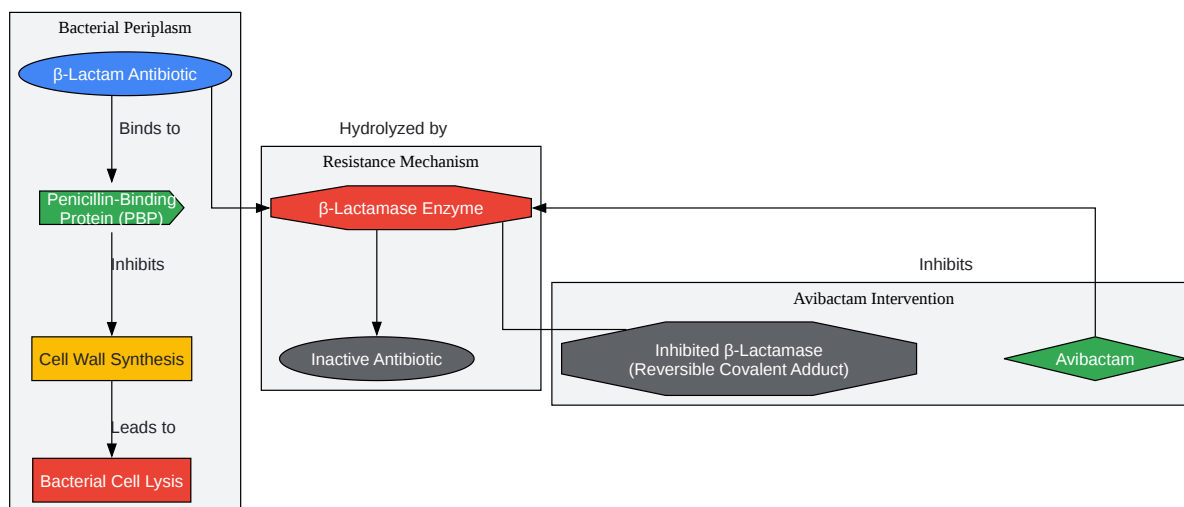 Bacterial Periplasm
β-Lactam Antibiotic
Binds to
Penicillin-Binding
Protein (PBP)
Inhibits
Cell Wall Synthesis
Leads to
Bacterial Cell Lysis
Hydrolyzed by
Resistance Mechanism
β-Lactamase Enzyme
Inactive Antibiotic
Inhibits
Avibactam Intervention
Inhibited β-Lactamase
(Reversible Covalent Adduct)
Avibactam